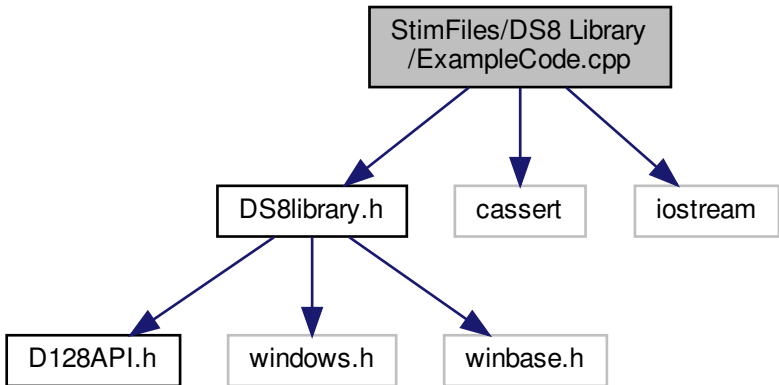 StimFiles/DS8 Library
/ExampleCode.cpp
DS8library.h
cassert
iostream
D128API.h
windows.h
winbase.h